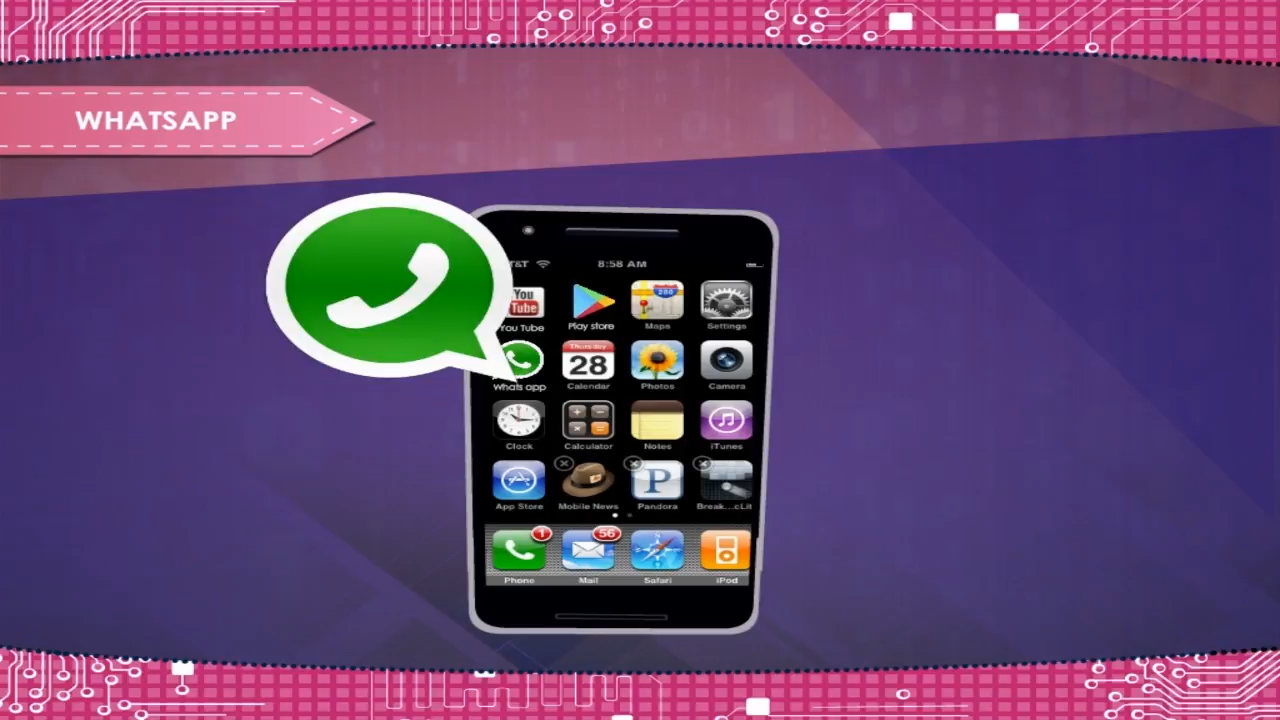 WHATSAPP
T&T 8:58 AM
You
Tube
280
You Tube Play store Maps Settings
Thursday
28
Whats app Calendar Photos Camera
Clock Calculator Notes iTunes
P
App Store Mobile News Pandora Break...cLit
1 56
Phone Mail Safari iPod